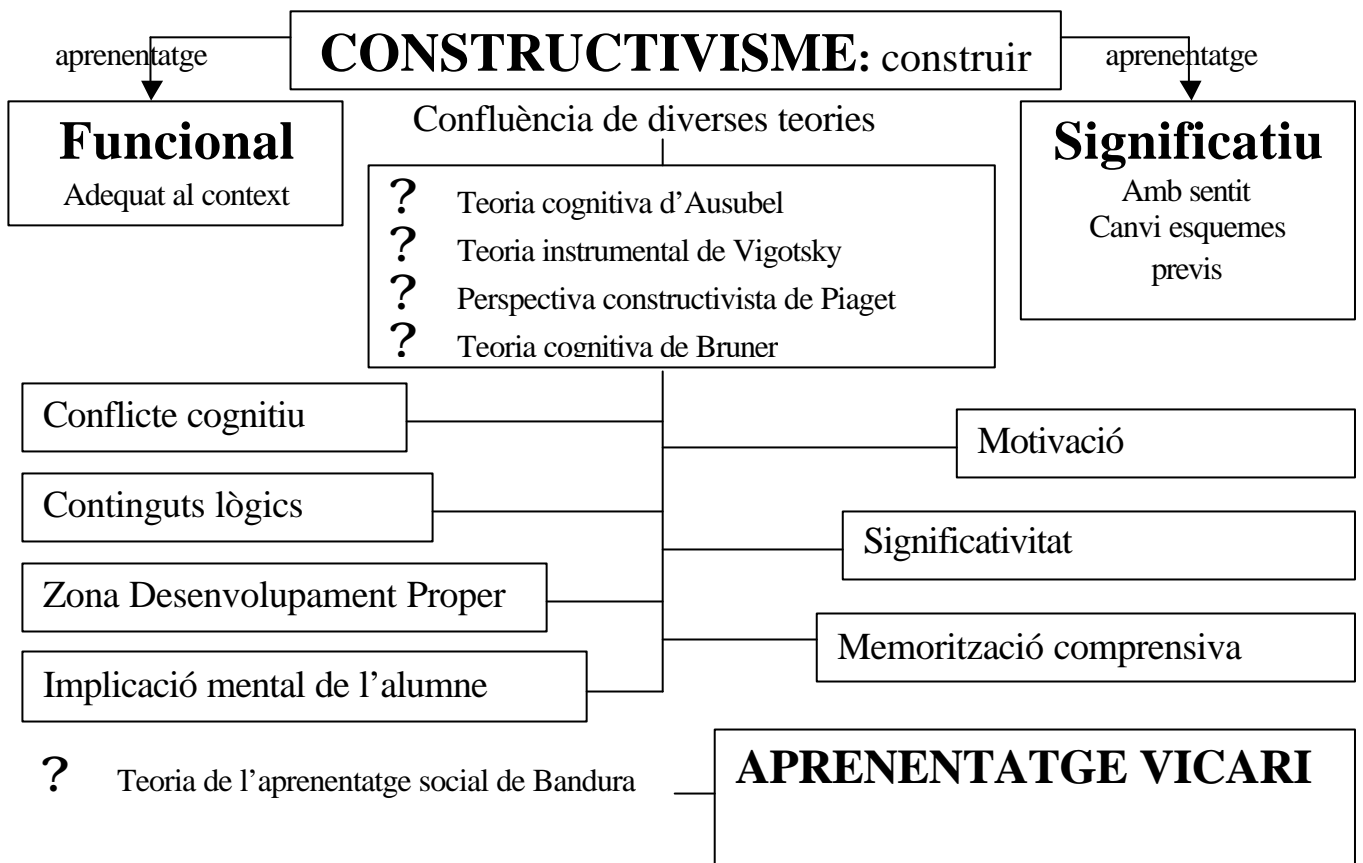 aprenentatge
CONSTRUCTIVISME: construir
aprenentatge
Funcional
Adequat al context
Confluència de diverses teories
Significatiu
Amb sentit
Canvi esquemes
previs
? Teoria cognitiva d’Ausubel
? Teoria instrumental de Vigotsky
? Perspectiva constructivista de Piaget
? Teoria cognitiva de Bruner
Conflicte cognitiu
Motivació
Continguts lògics
Significativitat
Zona Desenvolupament Proper
Memorització comprensiva
Implicació mental de l’alumne
? Teoria de l’aprenentatge social de Bandura
APRENENTATGE VICARI